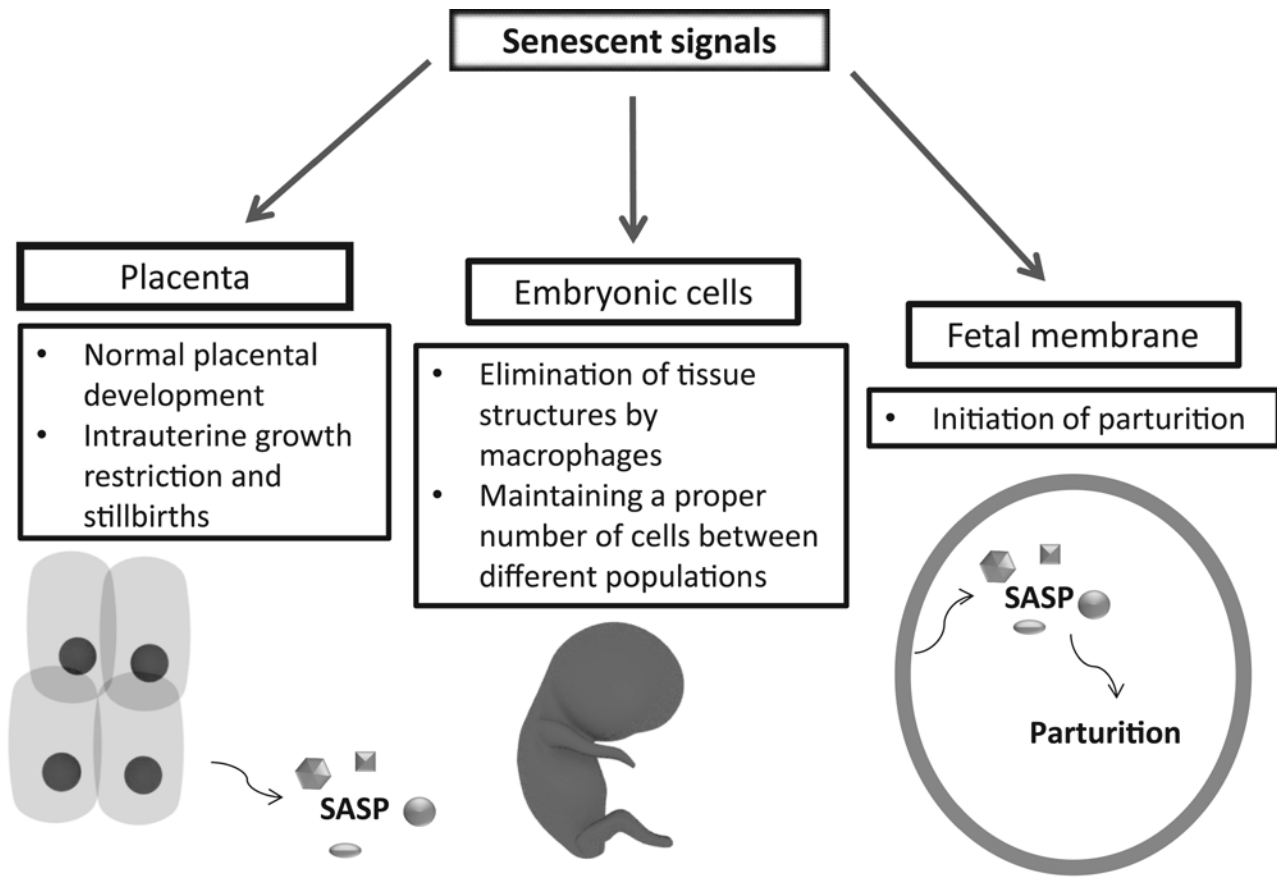 Senescent signals
Placenta
• Normal placental
development
• Intrauterine growth
restriction and
stillbirths
SASP
Embryonic cells
• Elimination of tissue
structures by
macrophages
• Maintaining a proper
number of cells between
different populations
Fetal membrane
• Initiation of parturition
SASP
Parturition